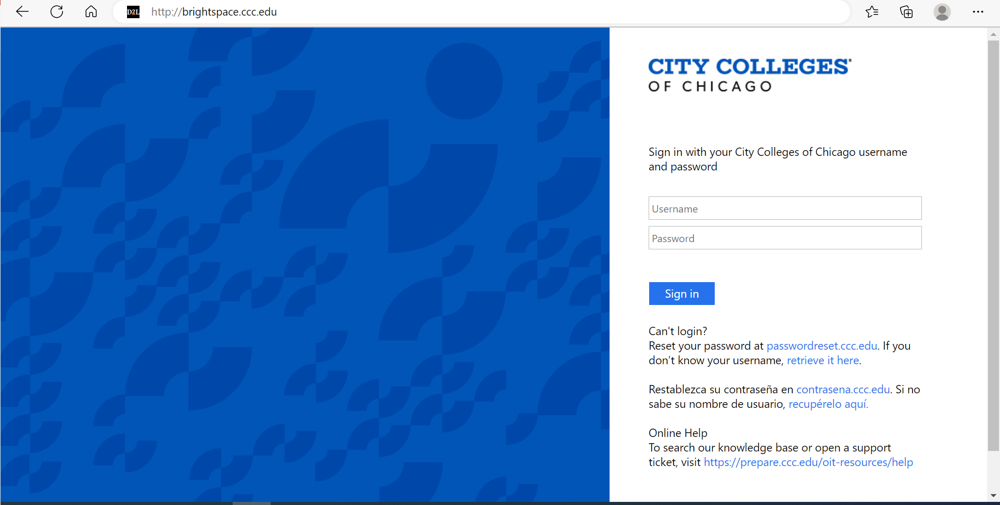 D2L http://brightspace.ccc.edu
CITY COLLEGES
OF CHICAGO
Sign in with your City Colleges of Chicago username
and password
Username
Password
Sign in
Can't login?
Reset your password at passwordreset.ccc.edu. If you
don’t know your username, retrieve it here.
Restablezca su contraseña en contrasena.ccc.edu. Si no
sabe su nombre de usuario, recupérelo aquí.
Online Help
To search our knowledge base or open a support
ticket, visit https://prepare.ccc.edu/oit-resources/help